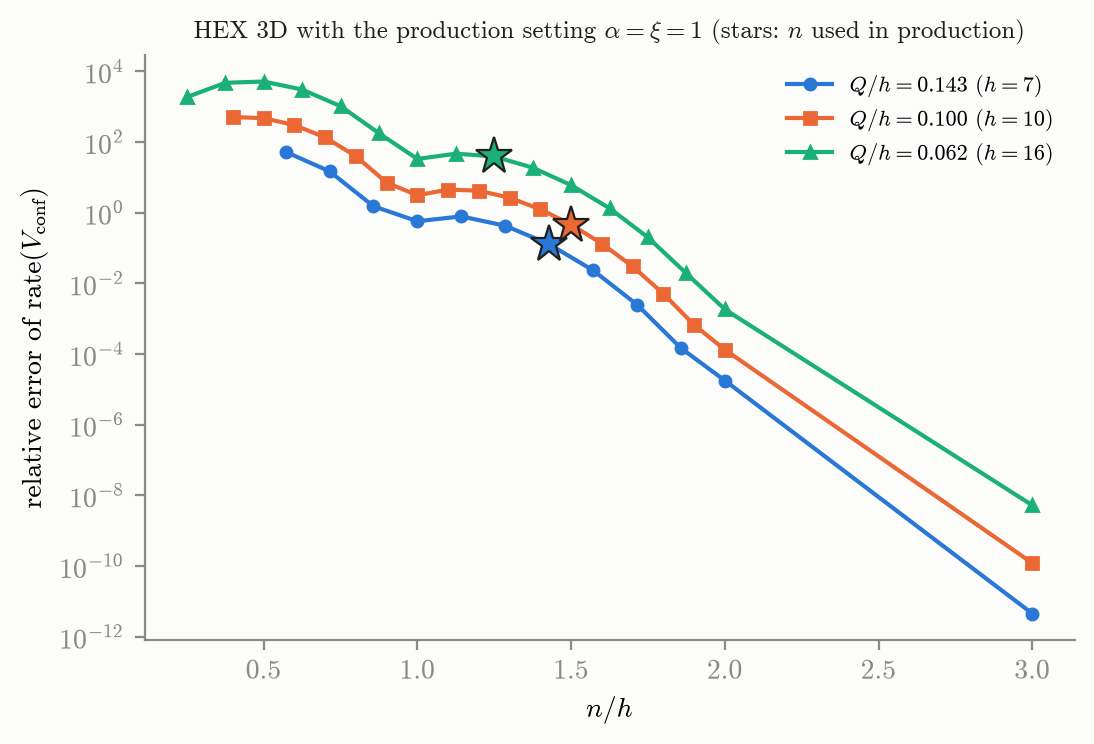 HEX 3D with the production setting α = ξ = 1 (stars: n used in production)
Q/h = 0.143 (h = 7)
Q/h = 0.100 (h = 10)
Q/h = 0.062 (h = 16)
relative error of rate(V_conf)
10^4
10^2
10^0
10^−2
10^−4
10^−6
10^−8
10^−10
10^−12
0.5 1.0 1.5 2.0 2.5 3.0
n/h